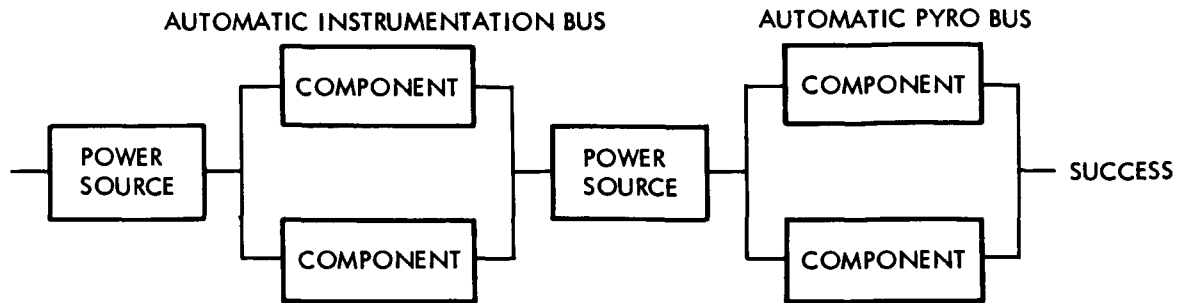 AUTOMATIC INSTRUMENTATION BUS
AUTOMATIC PYRO BUS
COMPONENT
COMPONENT
POWER
SOURCE
POWER
SOURCE
SUCCESS
COMPONENT
COMPONENT